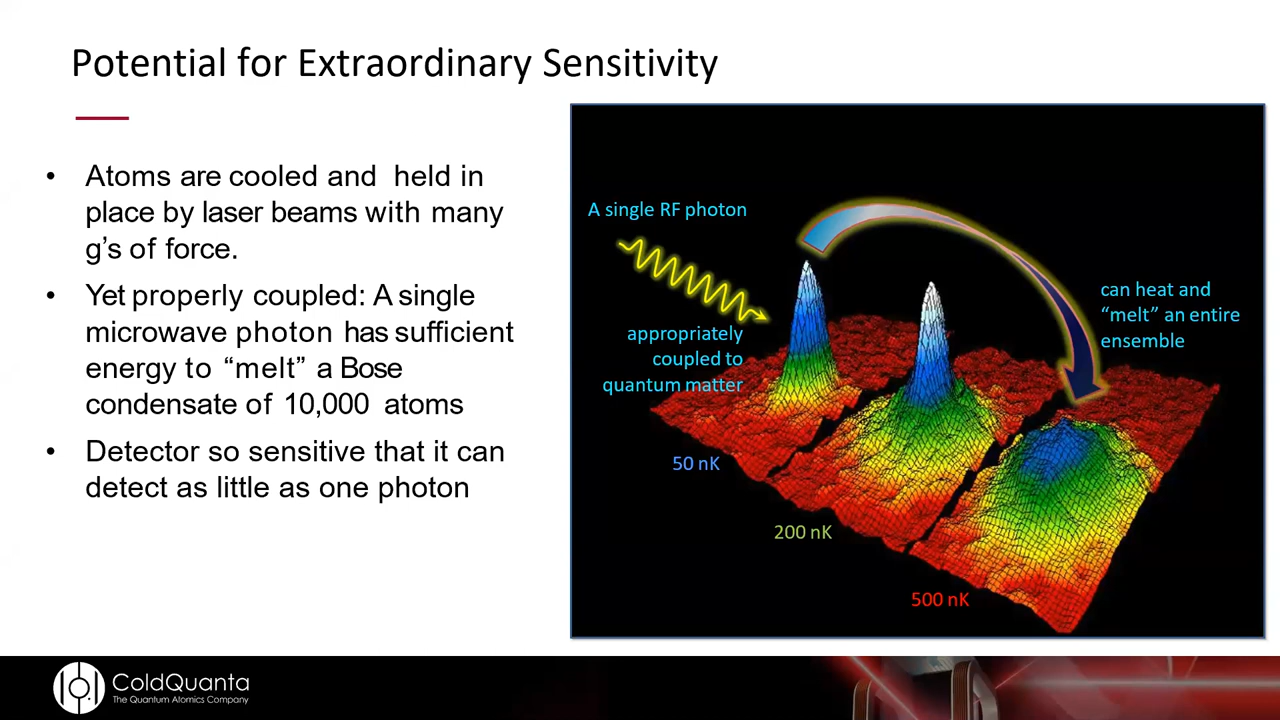 Potential for Extraordinary Sensitivity
• Atoms are cooled and held in
place by laser beams with many
g's of force.
• Yet properly coupled: A single
microwave photon has sufficient
energy to “melt” a Bose
condensate of 10,000 atoms
• Detector so sensitive that it can
detect as little as one photon
A single RF photon
appropriately
coupled to
quantum matter
can heat and
“melt” an entire
ensemble
50 nK
200 nK
500 nK
ColdQuanta
The Quantum Atomics Company